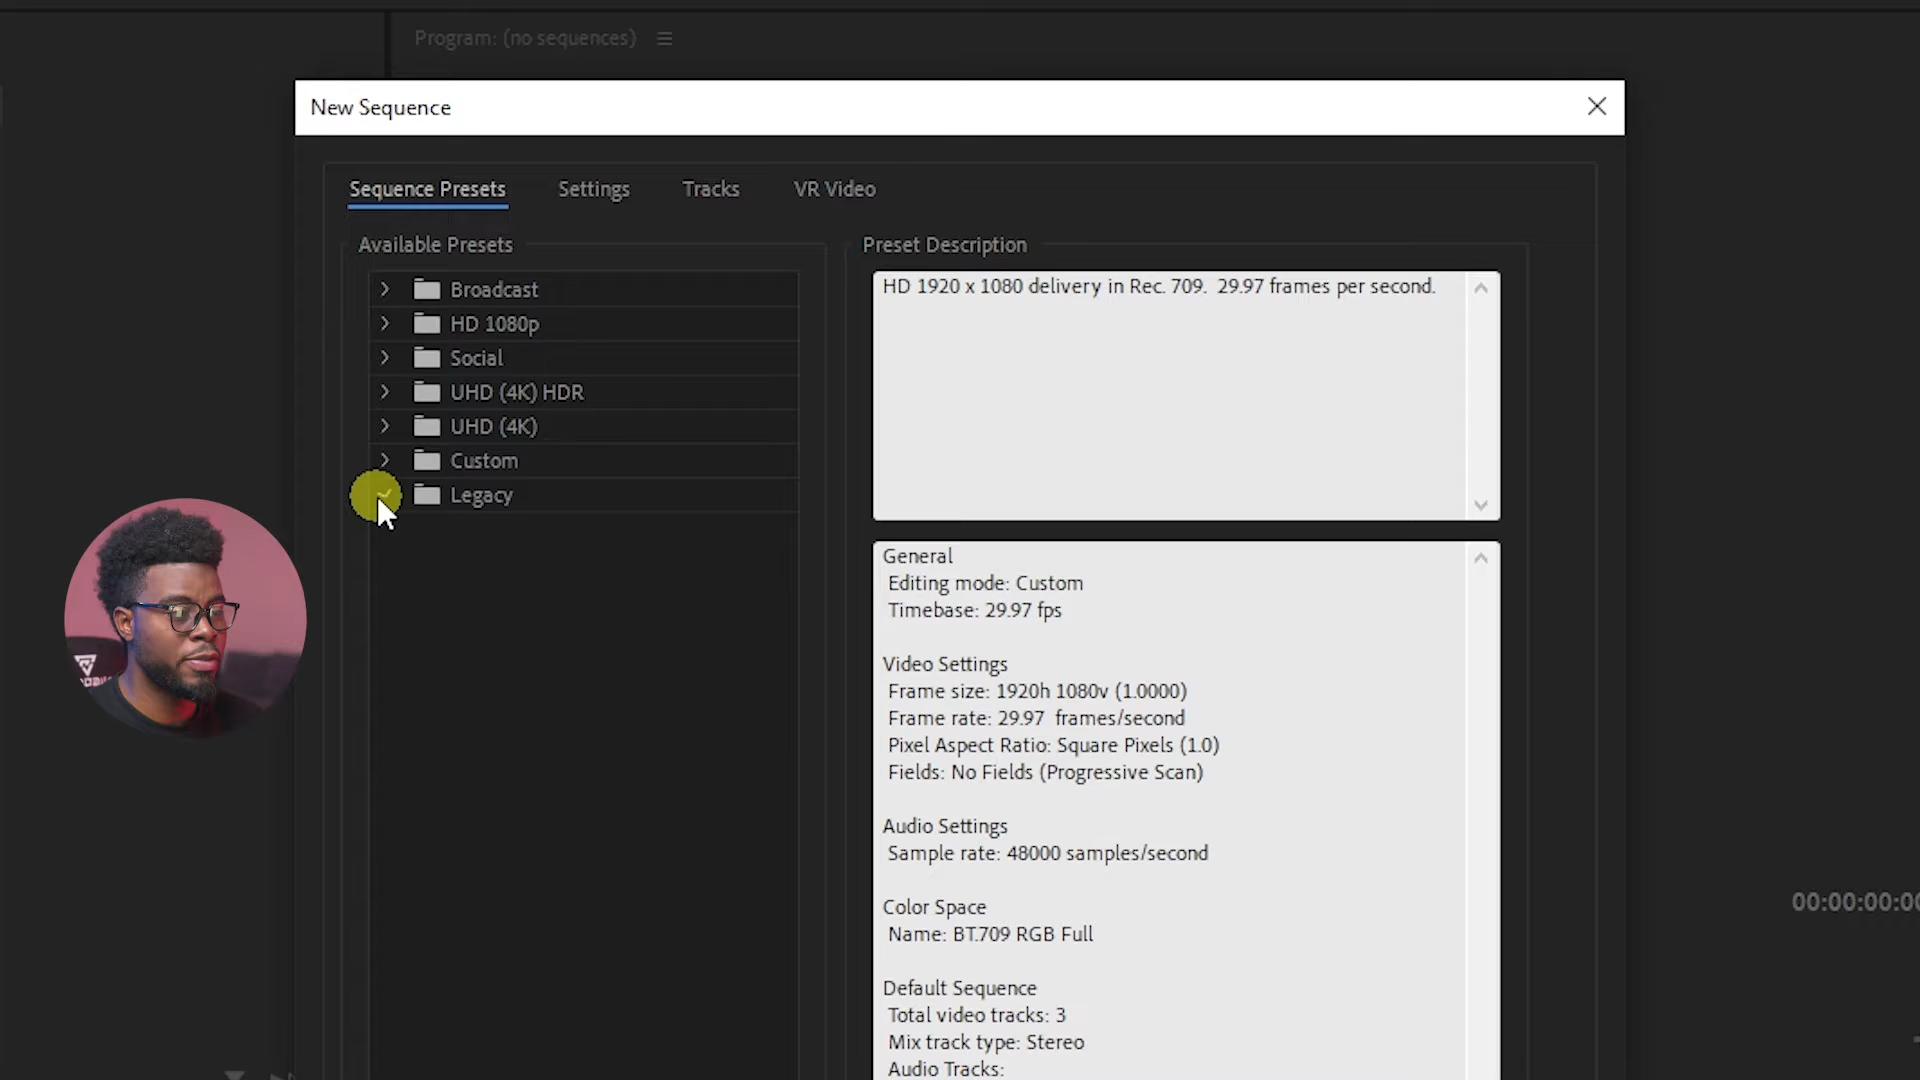 Program: (no sequences)
New Sequence
Sequence Presets
Settings
Tracks
VR Video
Available Presets
Broadcast
HD 1080p
Social
UHD (4K) HDR
UHD (4K)
Custom
Legacy
Preset Description
HD 1920 x 1080 delivery in Rec. 709.  29.97 frames per second.
General
Editing mode: Custom
Timebase: 29.97 fps
Video Settings
Frame size: 1920h 1080v (1.0000)
Frame rate: 29.97  frames/second
Pixel Aspect Ratio: Square Pixels (1.0)
Fields: No Fields (Progressive Scan)
Audio Settings
Sample rate: 48000 samples/second
Color Space
Name: BT.709 RGB Full
Default Sequence
Total video tracks: 3
Mix track type: Stereo
Audio Tracks:
00:00:00:00